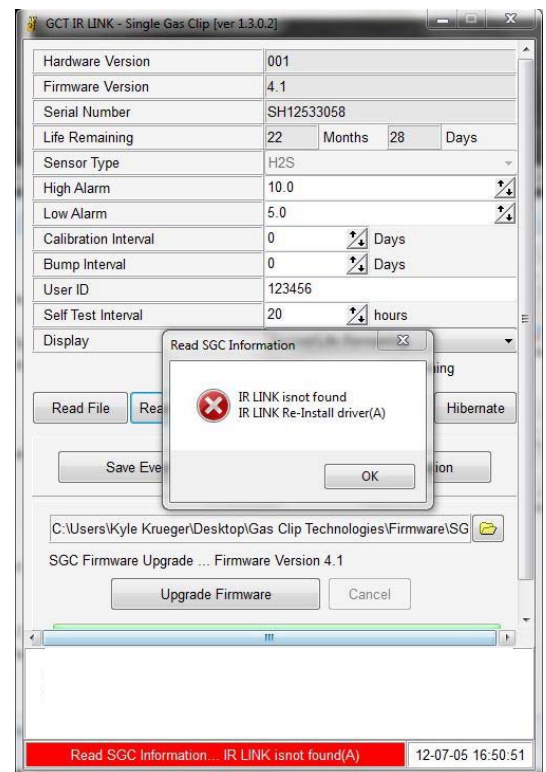 GCT IR LINK - Single Gas Clip [ver 1.3.0.2]
Hardware Version 001
Firmware Version 4.1
Serial Number SH12533058
Life Remaining 22 Months 28 Days
Sensor Type H2S
High Alarm 10.0
Low Alarm 5.0
Calibration Interval 0 Days
Bump Interval 0 Days
User ID 123456
Self Test Interval 20 hours
Display
Read SGC Information
IR LINK isnot found
IR LINK Re-Install driver(A)
OK
Read File Hibernate
C:\Users\Kyle Krueger\Desktop\Gas Clip Technologies\Firmware\SG
SGC Firmware Upgrade ... Firmware Version 4.1
Upgrade Firmware Cancel
Read SGC Information... IR LINK isnot found(A) 12-07-05 16:50:51